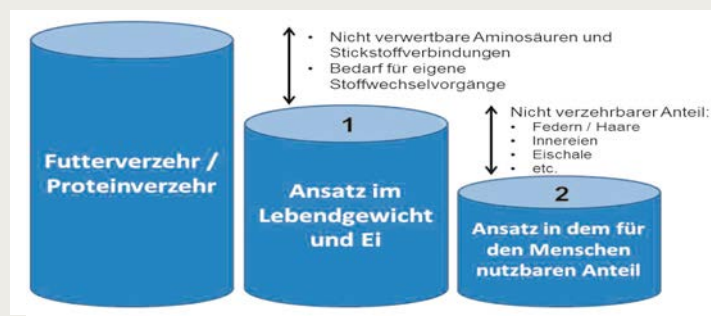 Futterverzehr /
Proteinverzehr
• Nicht verwertbare Aminosäuren und
Stickstoffverbindungen
• Bedarf für eigene
Stoffwechselvorgänge
1
Ansatz im
Lebendgewicht
und Ei
Nicht verzehrbarer Anteil:
• Federn / Haare
• Innereien
• Eischale
• etc.
2
Ansatz in dem für
den Menschen
nutzbaren Anteil